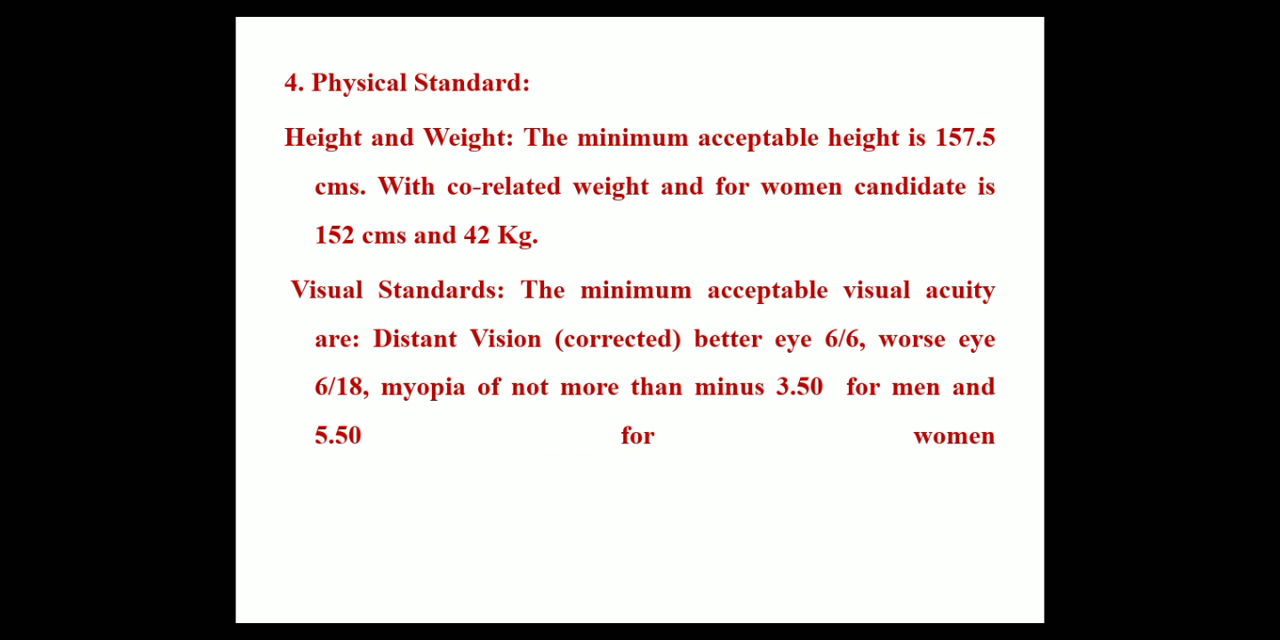 4. Physical Standard:
Height and Weight: The minimum acceptable height is 157.5
cms. With co-related weight and for women candidate is
152 cms and 42 Kg.
Visual Standards: The minimum acceptable visual acuity
are: Distant Vision (corrected) better eye 6/6, worse eye
6/18, myopia of not more than minus 3.50 for men and
5.50 for women